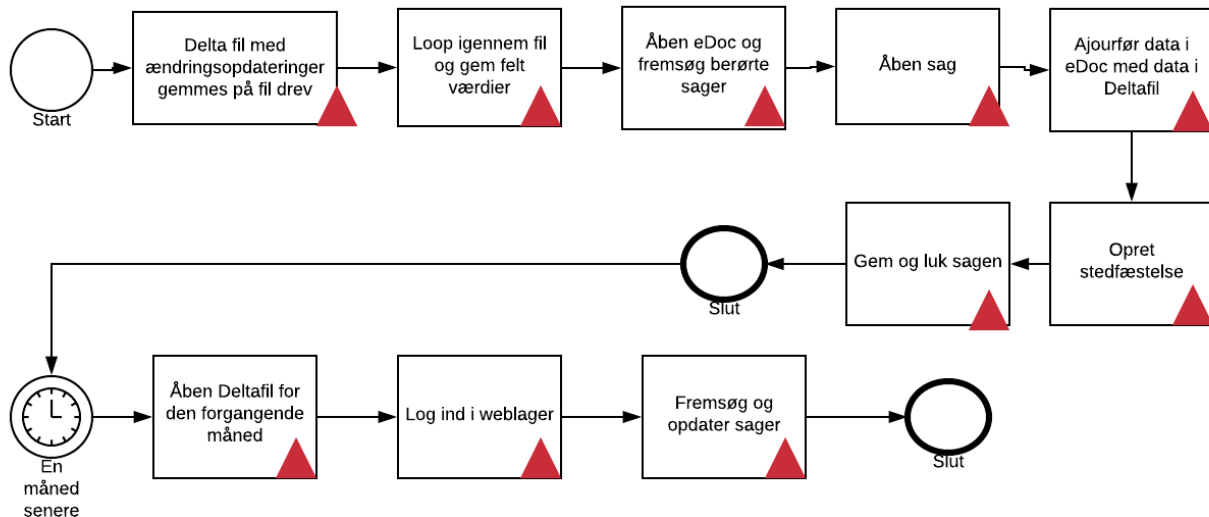 Start
Delta fil med
ændringsopdateringer
gemmes på fil drev
Loop igennem fil
og gem felt
værdier
Åben eDoc og
fremsøg berørte
sager
Åben sag
Ajourfør data i
eDoc med data i
Deltafil
Opret
stedfæstelse
Gem og luk sagen
Slut
En
måned
senere
Åben Deltafil for
den forgangende
måned
Log ind i weblager
Fremsøg og
opdater sager
Slut